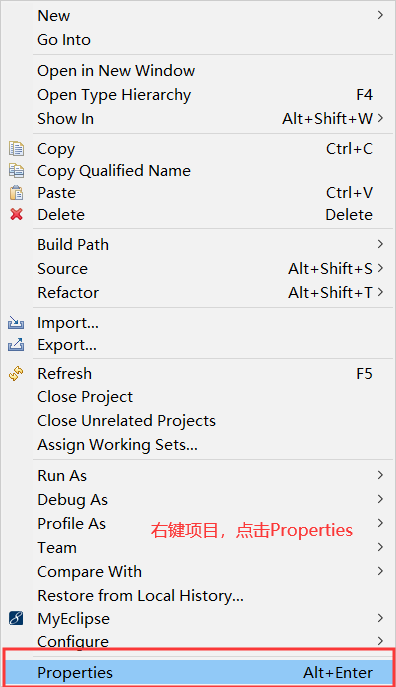 New
Go Into
Open in New Window
Open Type Hierarchy F4
Show In Alt+Shift+W
Copy Ctrl+C
Copy Qualified Name
Paste Ctrl+V
Delete Delete
Build Path
Source Alt+Shift+S
Refactor Alt+Shift+T
Import...
Export...
Refresh F5
Close Project
Close Unrelated Projects
Assign Working Sets...
Run As
Debug As
Profile As
右键项目，点击Properties
Team
Compare With
Restore from Local History...
MyEclipse
Configure
Properties Alt+Enter